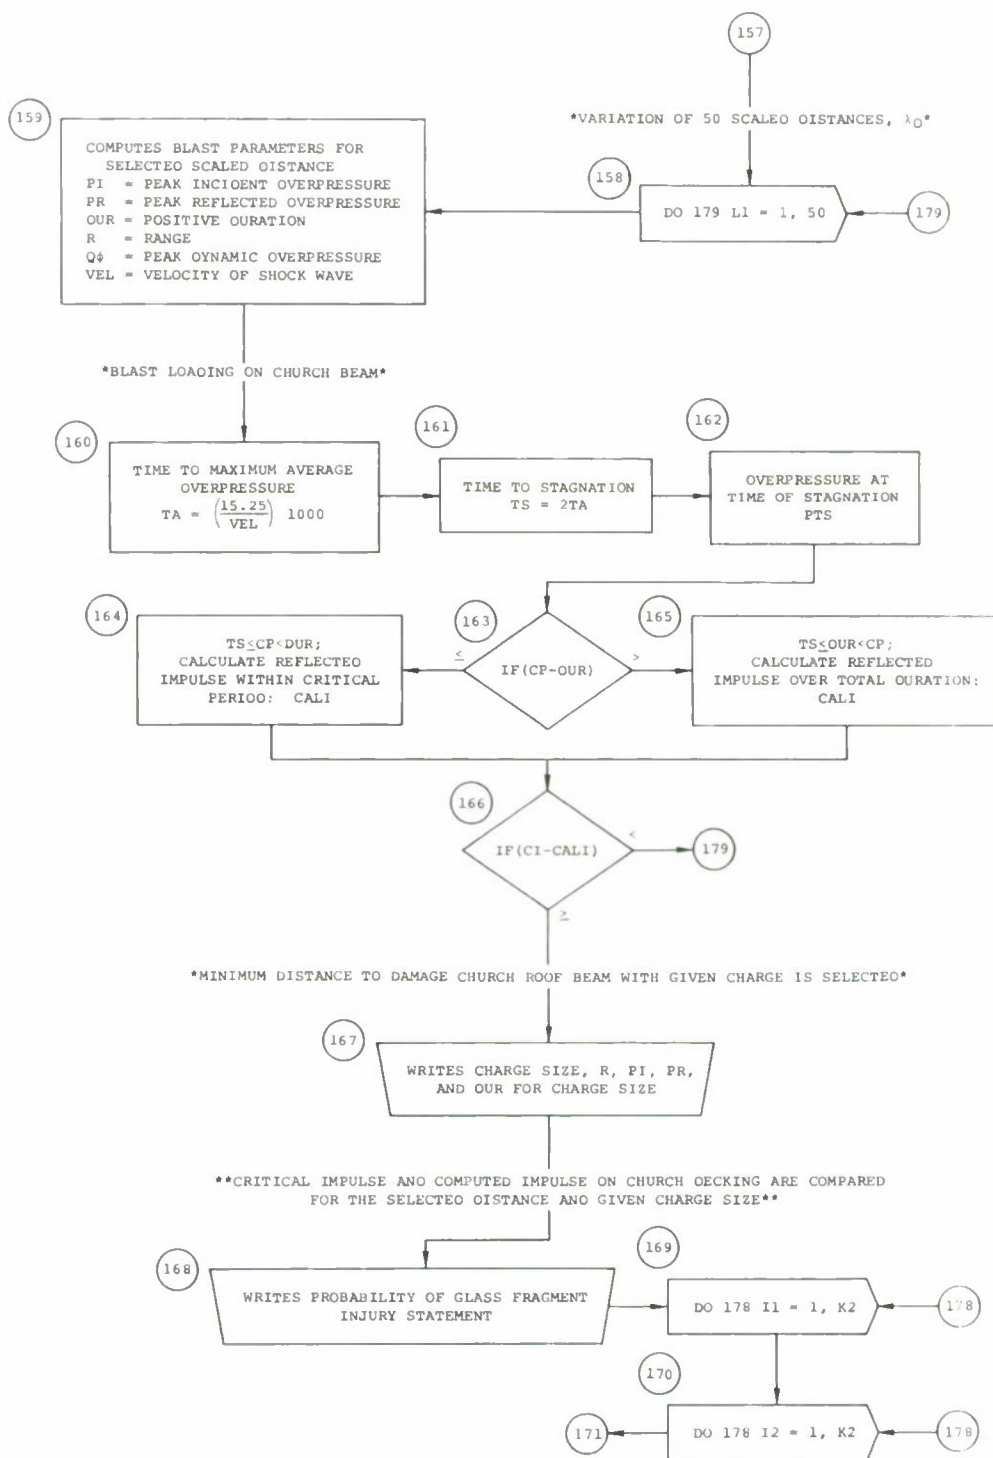 157
*VARIATION OF 50 SCALEO OISTANCES, λO*
158
DO 179 L1 = 1, 50
179
159
COMPUTES BLAST PARAMETERS FOR
SELECTEO SCALED OISTANCE
PI = PEAK INCIOENT OVERPRESSURE
PR = PEAK REFLECTED OVERPRESSURE
OUR = POSITIVE OURATION
R = RANGE
Qϕ = PEAK OYNAMIC OVERPRESSURE
VEL = VELOCITY OF SHOCK WAVE
*BLAST LOAOING ON CHURCH BEAM*
160
TIME TO MAXIMUM AVERAGE
OVERPRESSURE
TA = (15.25/VEL) 1000
161
TIME TO STAGNATION
TS = 2TA
162
OVERPRESSURE AT
TIME OF STAGNATION
PTS
163
IF(CP-OUR)
≤
>
164
TS≤CP<DUR;
CALCULATE REFLECTEO
IMPULSE WITHIN CRITICAL
PERIOO: CALI
165
TS≤OUR<CP;
CALCULATE REFLECTED
IMPULSE OVER TOTAL OURATION:
CALI
166
IF(CI-CALI)
<
179
≥
*MINIMUM DISTANCE TO DAMAGE CHURCH ROOF BEAM WITH GIVEN CHARGE IS SELECTEO*
167
WRITES CHARGE SIZE, R, PI, PR,
AND OUR FOR CHARGE SIZE
**CRITICAL IMPULSE ANO COMPUTED IMPULSE ON CHURCH OECKING ARE COMPARED
FOR THE SELECTEO OISTANCE ANO GIVEN CHARGE SIZE**
168
WRITES PROBABILITY OF GLASS FRAGMENT
INJURY STATEMENT
169
DO 178 I1 = 1, K2
178
170
DO 178 I2 = 1, K2
178
171